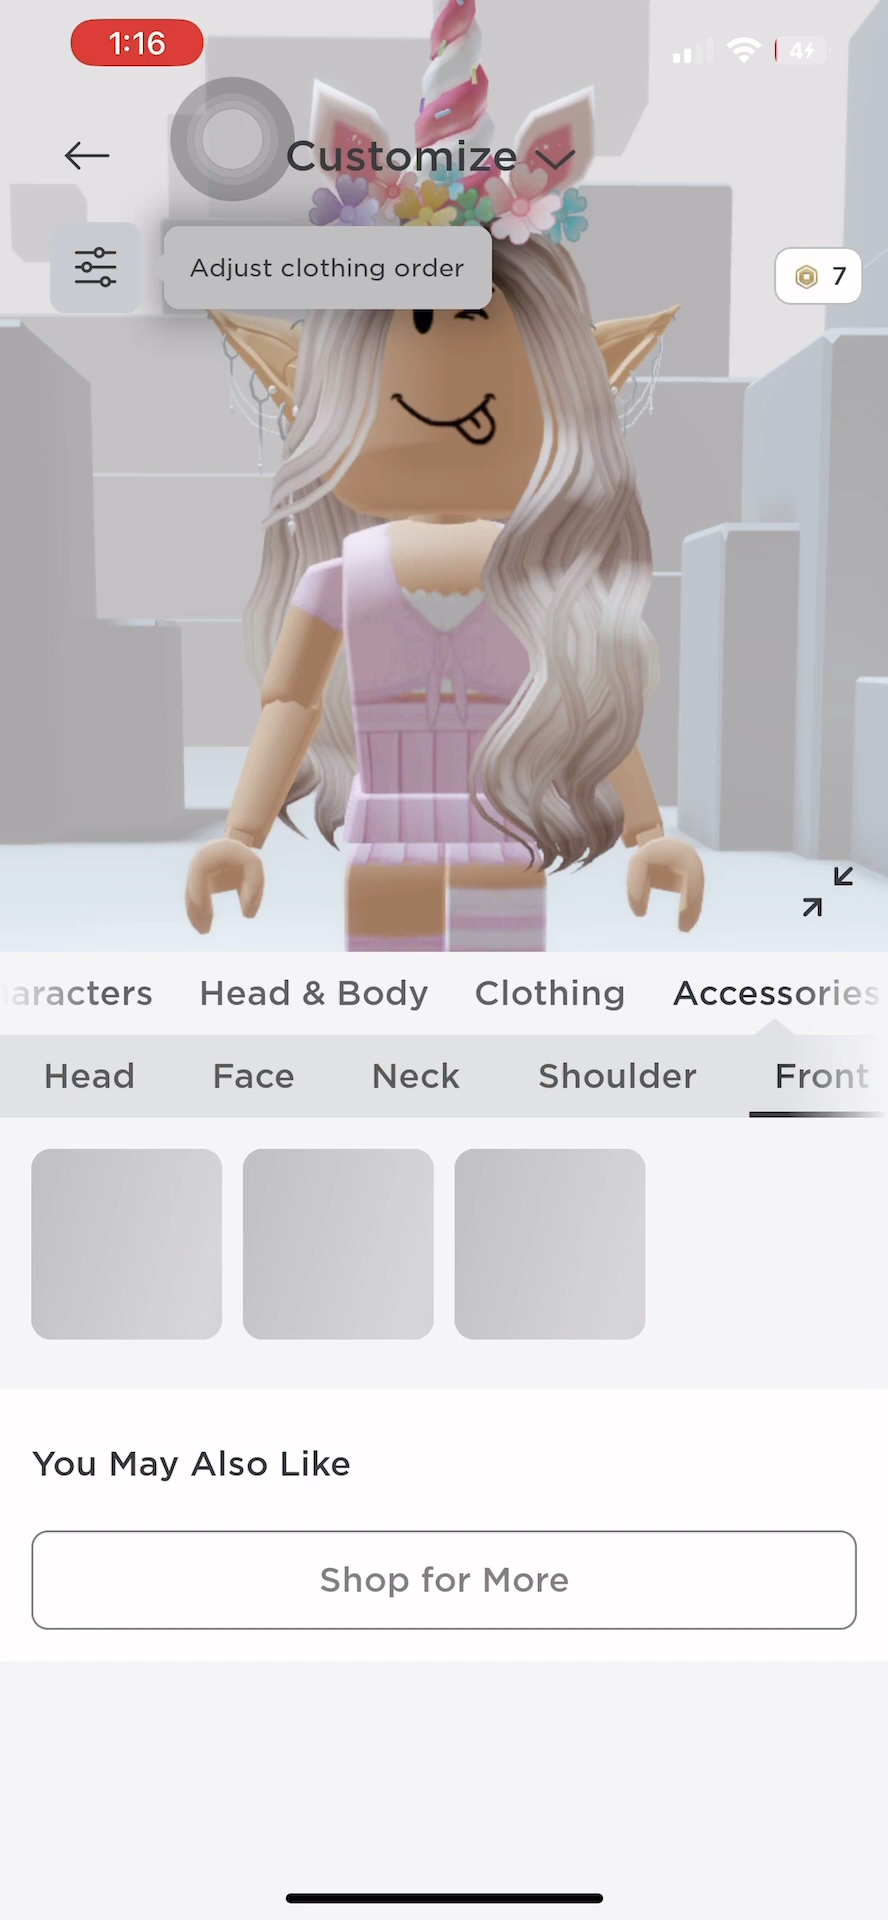 1:16
4
Customize
Adjust clothing order
7
aracters Head & Body Clothing Accessories
Head Face Neck Shoulder Front
You May Also Like
Shop for More